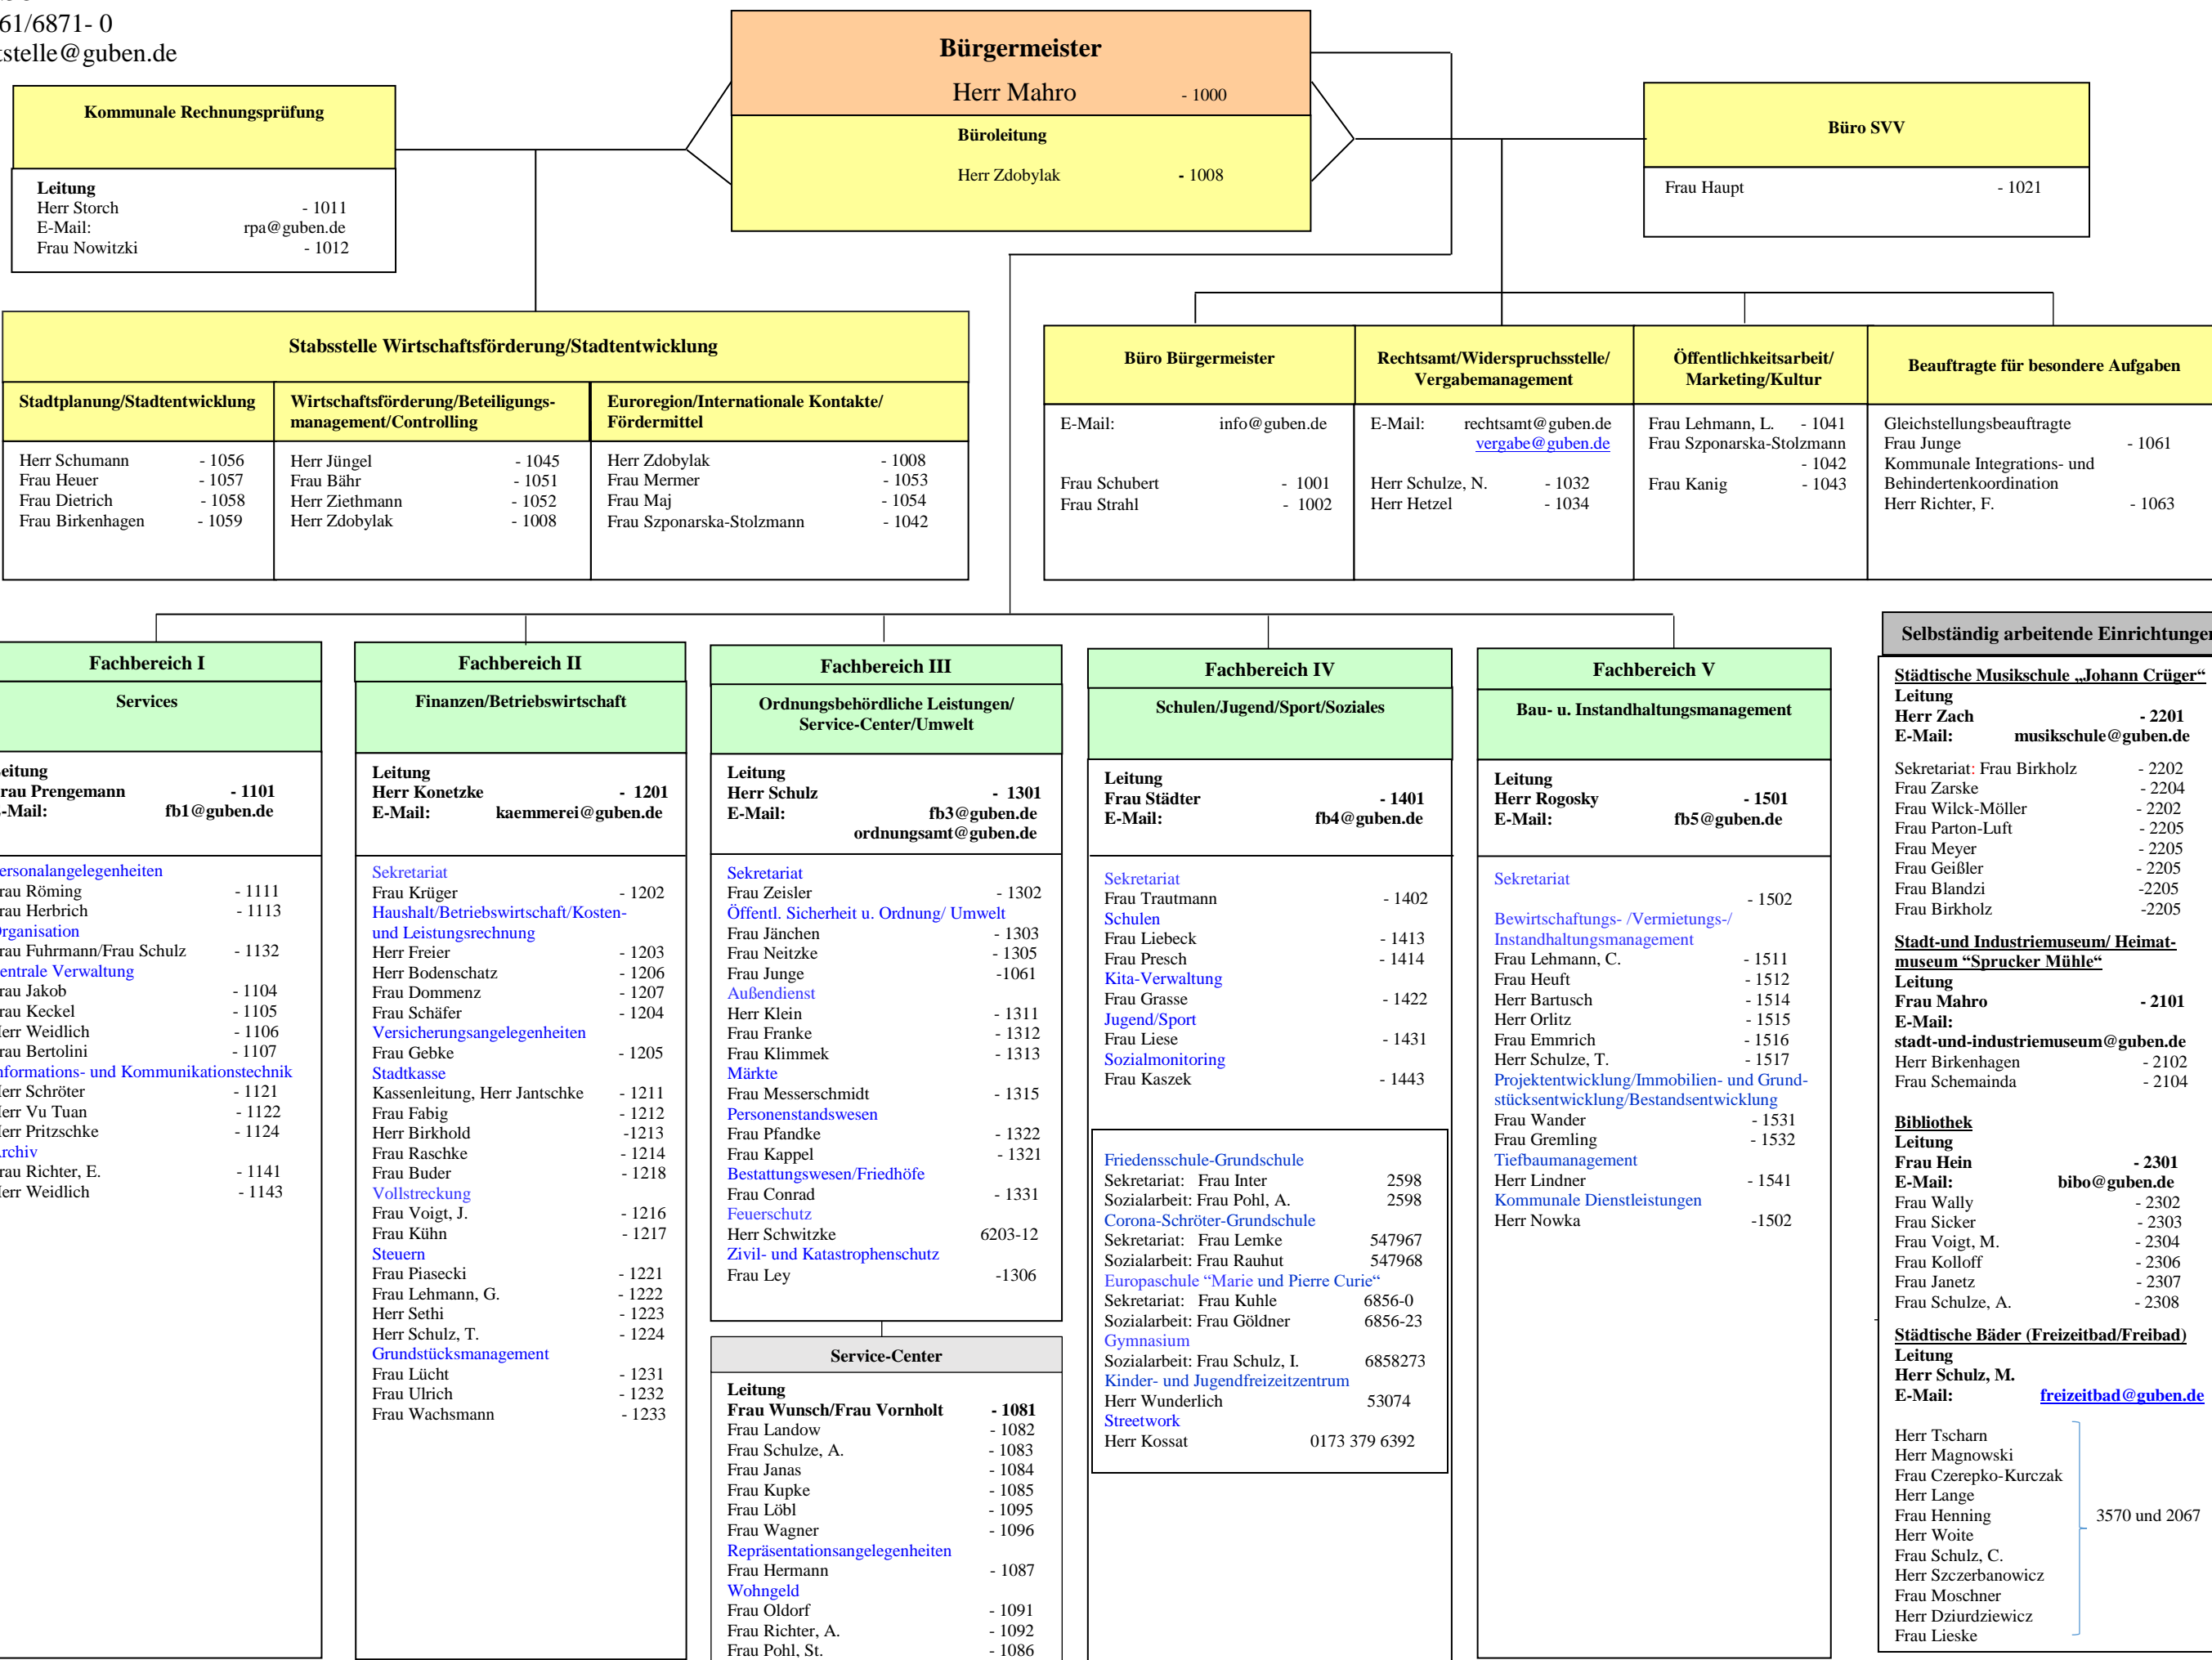 61/6871- 0
tstelle@guben.de
Bürgermeister
Herr Mahro - 1000
Büroleitung
Herr Zdobylak - 1008
Kommunale Rechnungsprüfung
Leitung
Herr Storch - 1011
E-Mail: rpa@guben.de
Frau Nowitzki - 1012
Büro SVV
Frau Haupt - 1021
Stabsstelle Wirtschaftsförderung/Stadtentwicklung
Stadtplanung/Stadtentwicklung
Herr Schumann - 1056
Frau Heuer - 1057
Frau Dietrich - 1058
Frau Birkenhagen - 1059
Wirtschaftsförderung/Beteiligungs-
management/Controlling
Herr Jüngel - 1045
Frau Bähr - 1051
Herr Ziethmann - 1052
Herr Zdobylak - 1008
Euroregion/Internationale Kontakte/
Fördermittel
Herr Zdobylak - 1008
Frau Mermer - 1053
Frau Maj - 1054
Frau Szponarska-Stolzmann - 1042
Büro Bürgermeister
E-Mail: info@guben.de
Frau Schubert - 1001
Frau Strahl - 1002
Rechtsamt/Widerspruchsstelle/
Vergabemanagement
E-Mail: rechtsamt@guben.de
vergabe@guben.de
Herr Schulze, N. - 1032
Herr Hetzel - 1034
Öffentlichkeitsarbeit/
Marketing/Kultur
Frau Lehmann, L. - 1041
Frau Szponarska-Stolzmann
- 1042
Frau Kanig - 1043
Beauftragte für besondere Aufgaben
Gleichstellungsbeauftragte
Frau Junge - 1061
Kommunale Integrations- und
Behindertenkoordination
Herr Richter, F. - 1063
Fachbereich I
Services
eitung
rau Prengemann - 1101
-Mail: fb1@guben.de
ersonalangelegenheiten
rau Röming - 1111
rau Herbrich - 1113
rganisation
rau Fuhrmann/Frau Schulz - 1132
entrale Verwaltung
rau Jakob - 1104
rau Keckel - 1105
err Weidlich - 1106
rau Bertolini - 1107
nformations- und Kommunikationstechnik
err Schröter - 1121
err Vu Tuan - 1122
err Pritzschke - 1124
rchiv
rau Richter, E. - 1141
err Weidlich - 1143
Fachbereich II
Finanzen/Betriebswirtschaft
Leitung
Herr Konetzke - 1201
E-Mail: kaemmerei@guben.de
Sekretariat
Frau Krüger - 1202
Haushalt/Betriebswirtschaft/Kosten-
und Leistungsrechnung
Herr Freier - 1203
Herr Bodenschatz - 1206
Frau Dommenz - 1207
Frau Schäfer - 1204
Versicherungsangelegenheiten
Frau Gebke - 1205
Stadtkasse
Kassenleitung, Herr Jantschke - 1211
Frau Fabig - 1212
Herr Birkhold -1213
Frau Raschke - 1214
Frau Buder - 1218
Vollstreckung
Frau Voigt, J. - 1216
Frau Kühn - 1217
Steuern
Frau Piasecki - 1221
Frau Lehmann, G. - 1222
Herr Sethi - 1223
Herr Schulz, T. - 1224
Grundstücksmanagement
Frau Lücht - 1231
Frau Ulrich - 1232
Frau Wachsmann - 1233
Fachbereich III
Ordnungsbehördliche Leistungen/
Service-Center/Umwelt
Leitung
Herr Schulz - 1301
E-Mail: fb3@guben.de
ordnungsamt@guben.de
Sekretariat
Frau Zeisler - 1302
Öffentl. Sicherheit u. Ordnung/ Umwelt
Frau Jänchen - 1303
Frau Neitzke - 1305
Frau Junge -1061
Außendienst
Herr Klein - 1311
Frau Franke - 1312
Frau Klimmek - 1313
Märkte
Frau Messerschmidt - 1315
Personenstandswesen
Frau Pfandke - 1322
Frau Kappel - 1321
Bestattungswesen/Friedhöfe
Frau Conrad - 1331
Feuerschutz
Herr Schwitzke 6203-12
Zivil- und Katastrophenschutz
Frau Ley -1306
Service-Center
Leitung
Frau Wunsch/Frau Vornholt - 1081
Frau Landow - 1082
Frau Schulze, A. - 1083
Frau Janas - 1084
Frau Kupke - 1085
Frau Löbl - 1095
Frau Wagner - 1096
Repräsentationsangelegenheiten
Frau Hermann - 1087
Wohngeld
Frau Oldorf - 1091
Frau Richter, A. - 1092
Frau Pohl, St. - 1086
Fachbereich IV
Schulen/Jugend/Sport/Soziales
Leitung
Frau Städter - 1401
E-Mail: fb4@guben.de
Sekretariat
Frau Trautmann - 1402
Schulen
Frau Liebeck - 1413
Frau Presch - 1414
Kita-Verwaltung
Frau Grasse - 1422
Jugend/Sport
Frau Liese - 1431
Sozialmonitoring
Frau Kaszek - 1443
Friedensschule-Grundschule
Sekretariat: Frau Inter 2598
Sozialarbeit: Frau Pohl, A. 2598
Corona-Schröter-Grundschule
Sekretariat: Frau Lemke 547967
Sozialarbeit: Frau Rauhut 547968
Europaschule “Marie und Pierre Curie“
Sekretariat: Frau Kuhle 6856-0
Sozialarbeit: Frau Göldner 6856-23
Gymnasium
Sozialarbeit: Frau Schulz, I. 6858273
Kinder- und Jugendfreizeitzentrum
Herr Wunderlich 53074
Streetwork
Herr Kossat 0173 379 6392
Fachbereich V
Bau- u. Instandhaltungsmanagement
Leitung
Herr Rogosky - 1501
E-Mail: fb5@guben.de
Sekretariat
- 1502
Bewirtschaftungs- /Vermietungs-/
Instandhaltungsmanagement
Frau Lehmann, C. - 1511
Frau Heuft - 1512
Herr Bartusch - 1514
Herr Orlitz - 1515
Frau Emmrich - 1516
Herr Schulze, T. - 1517
Projektentwicklung/Immobilien- und Grund-
stücksentwicklung/Bestandsentwicklung
Frau Wander - 1531
Frau Gremling - 1532
Tiefbaumanagement
Herr Lindner - 1541
Kommunale Dienstleistungen
Herr Nowka -1502
Selbständig arbeitende Einrichtungen
Städtische Musikschule „Johann Crüger“
Leitung
Herr Zach - 2201
E-Mail: musikschule@guben.de
Sekretariat: Frau Birkholz - 2202
Frau Zarske - 2204
Frau Wilck-Möller - 2202
Frau Parton-Luft - 2205
Frau Meyer - 2205
Frau Geißler - 2205
Frau Blandzi -2205
Frau Birkholz -2205
Stadt-und Industriemuseum/ Heimat-
museum “Sprucker Mühle“
Leitung
Frau Mahro - 2101
E-Mail:
stadt-und-industriemuseum@guben.de
Herr Birkenhagen - 2102
Frau Schemainda - 2104
Bibliothek
Leitung
Frau Hein - 2301
E-Mail: bibo@guben.de
Frau Wally - 2302
Frau Sicker - 2303
Frau Voigt, M. - 2304
Frau Kolloff - 2306
Frau Janetz - 2307
Frau Schulze, A. - 2308
Städtische Bäder (Freizeitbad/Freibad)
Leitung
Herr Schulz, M.
E-Mail: freizeitbad@guben.de
Herr Tscharn
Herr Magnowski
Frau Czerepko-Kurczak
Herr Lange
Frau Henning 3570 und 2067
Herr Woite
Frau Schulz, C.
Herr Szczerbanowicz
Frau Moschner
Herr Dziurdziewicz
Frau Lieske